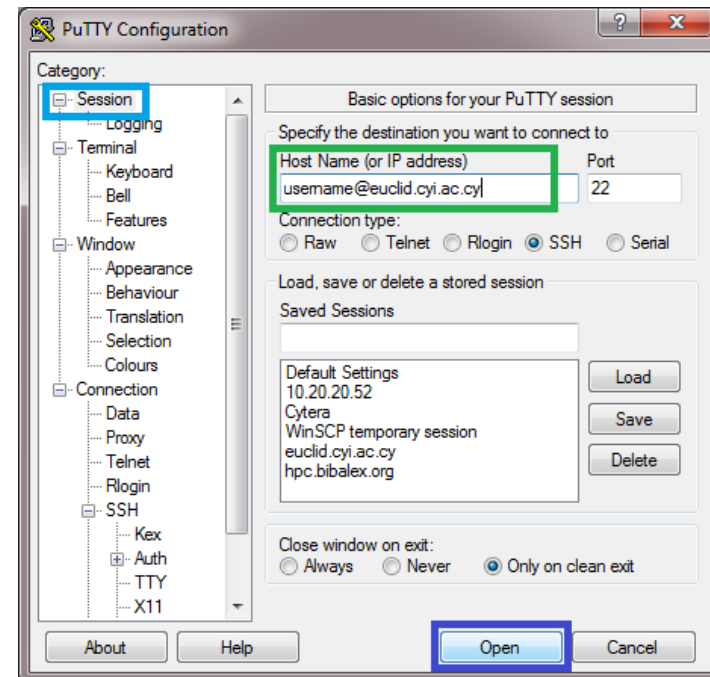 PuTTY Configuration
Category:
Session
Logging
Terminal
Keyboard
Bell
Features
Window
Appearance
Behaviour
Translation
Selection
Colours
Connection
Data
Proxy
Telnet
Rlogin
SSH
Kex
Auth
TTY
X11
Basic options for your PuTTY session
Specify the destination you want to connect to
Host Name (or IP address) Port
username@euclid.cyi.ac.cy 22
Connection type:
Raw Telnet Rlogin SSH Serial
Load, save or delete a stored session
Saved Sessions
Default Settings
10.20.20.52
Cytera
WinSCP temporary session
euclid.cyi.ac.cy
hpc.bibalex.org
Load
Save
Delete
Close window on exit:
Always Never Only on clean exit
About Help Open Cancel